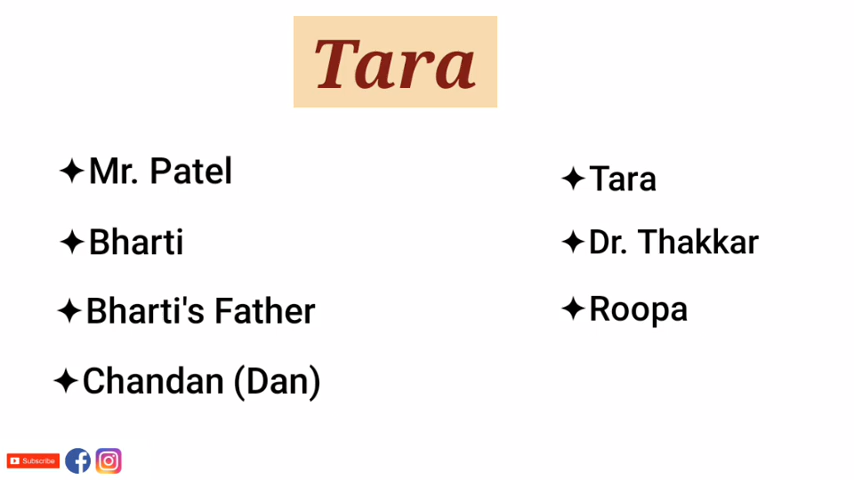 Tara
✦Mr. Patel
✦Bharti
✦Bharti's Father
✦Chandan (Dan)
✦Tara
✦Dr. Thakkar
✦Roopa
Subscribe